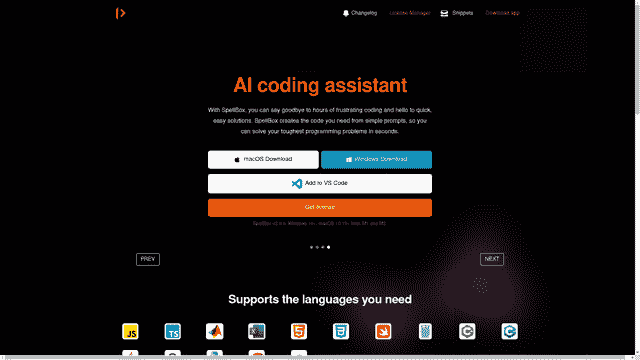 Changelog
License Manager
Snippets
Download app
AI coding assistant
With SpellBox, you can say goodbye to hours of frustrating coding and hello to quick,
easy solutions. SpellBox creates the code you need from simple prompts, so you
can solve your toughest programming problems in seconds.
macOS Download
Windows Download
Add to VS Code
PREV
NEXT
Supports the languages you need
JS
TS